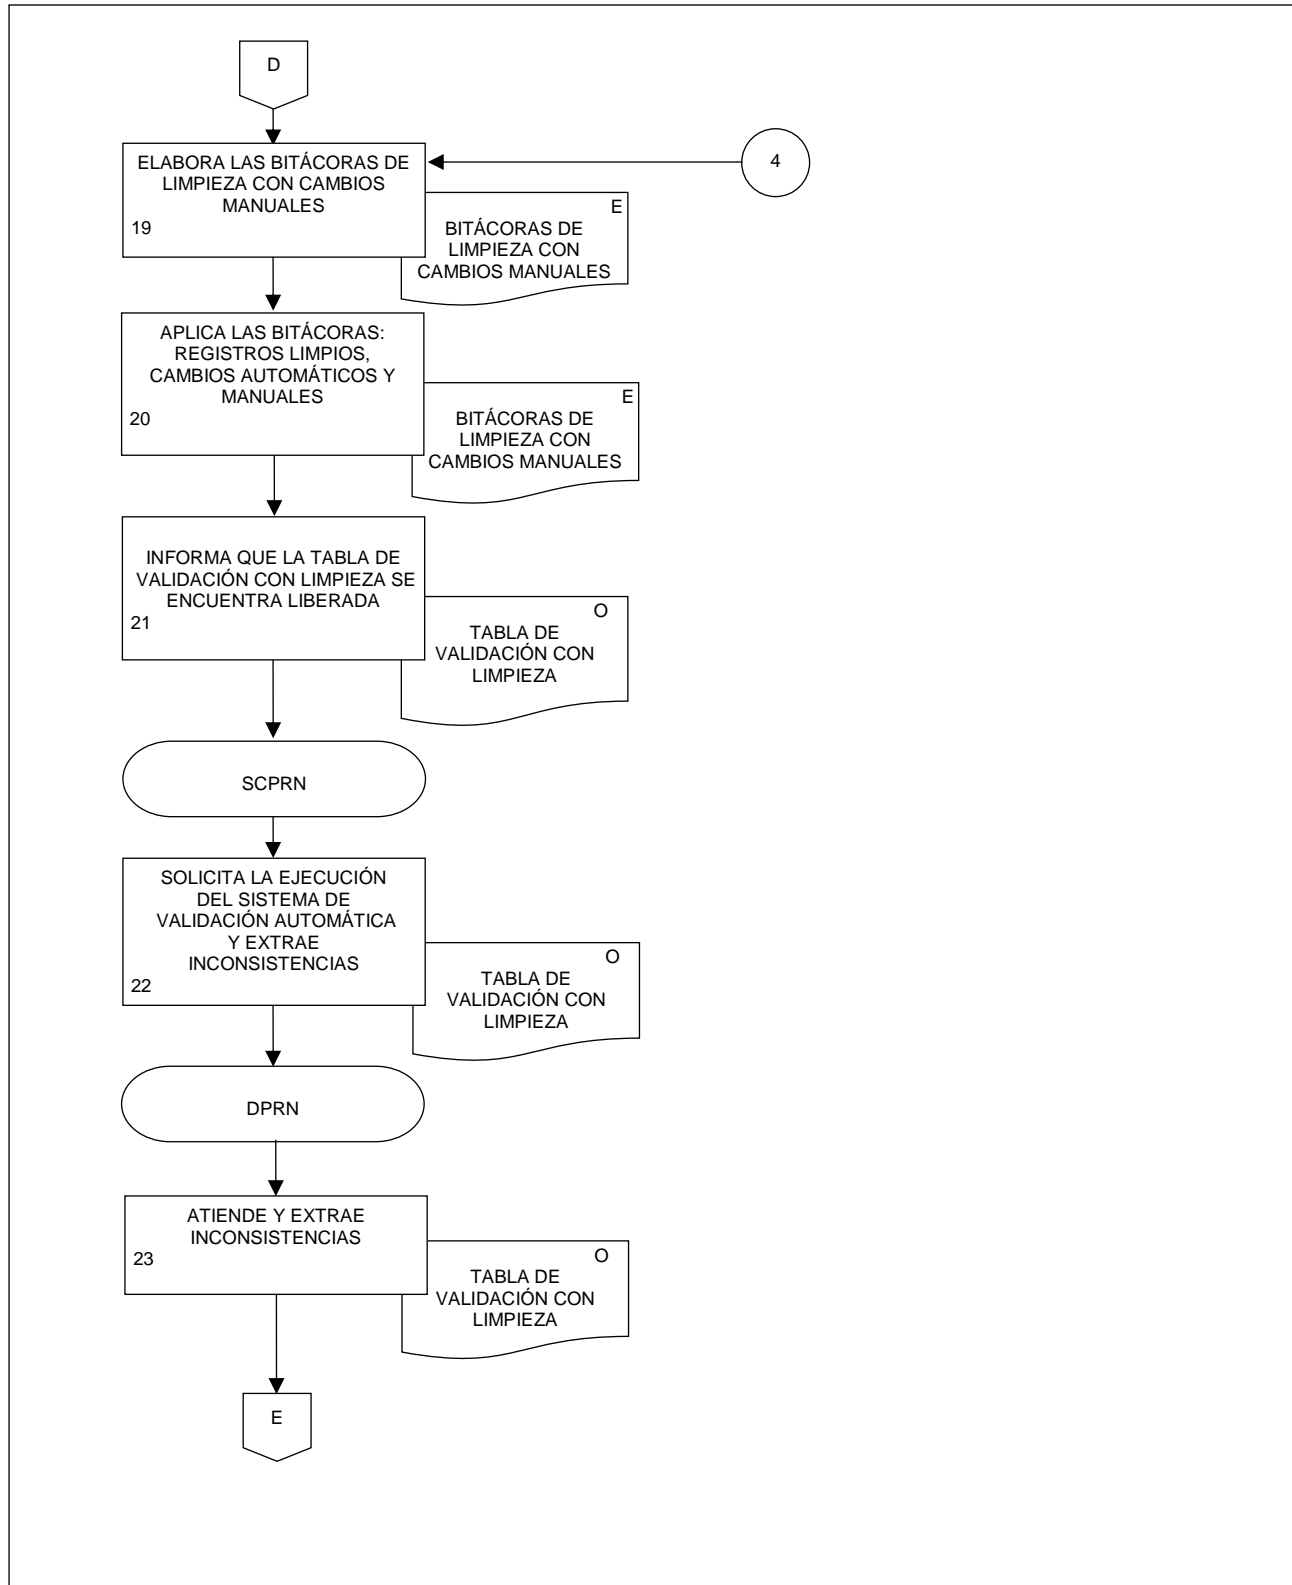 D
ELABORA LAS BITÁCORAS DE
LIMPIEZA CON CAMBIOS
MANUALES
19
4
E
BITÁCORAS DE
LIMPIEZA CON
CAMBIOS MANUALES
APLICA LAS BITÁCORAS:
REGISTROS LIMPIOS,
CAMBIOS AUTOMÁTICOS Y
MANUALES
20
E
BITÁCORAS DE
LIMPIEZA CON
CAMBIOS MANUALES
INFORMA QUE LA TABLA DE
VALIDACIÓN CON LIMPIEZA SE
ENCUENTRA LIBERADA
21
O
TABLA DE
VALIDACIÓN CON
LIMPIEZA
SCPRN
SOLICITA LA EJECUCIÓN
DEL SISTEMA DE
VALIDACIÓN AUTOMÁTICA
Y EXTRAE
INCONSISTENCIAS
22
O
TABLA DE
VALIDACIÓN CON
LIMPIEZA
DPRN
ATIENDE Y EXTRAE
INCONSISTENCIAS
23
O
TABLA DE
VALIDACIÓN CON
LIMPIEZA
E